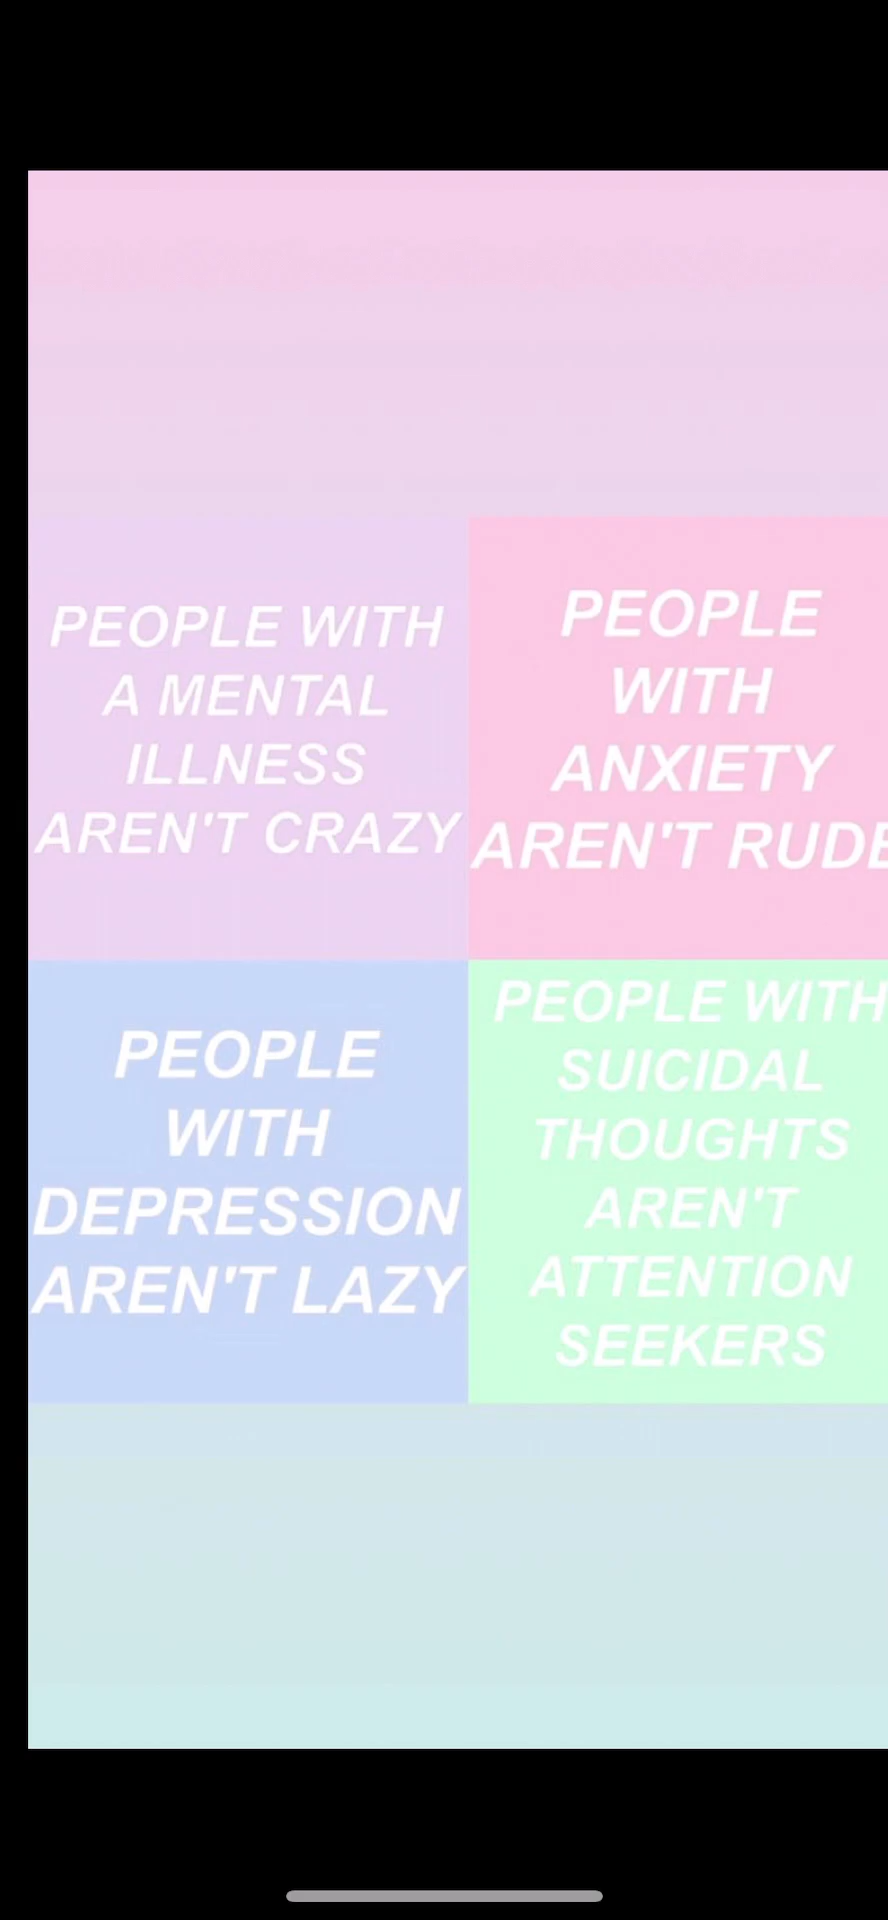 PEOPLE WITH
A MENTAL
ILLNESS
AREN'T CRAZY
PEOPLE
WITH
ANXIETY
AREN'T RUDE
PEOPLE
WITH
DEPRESSION
AREN'T LAZY
PEOPLE WITH
SUICIDAL
THOUGHTS
AREN'T
ATTENTION
SEEKERS